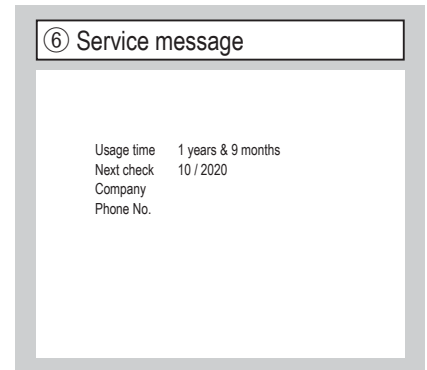 ⑥ Service message
Usage time 1 years & 9 months
Next check 10 / 2020
Company
Phone No.